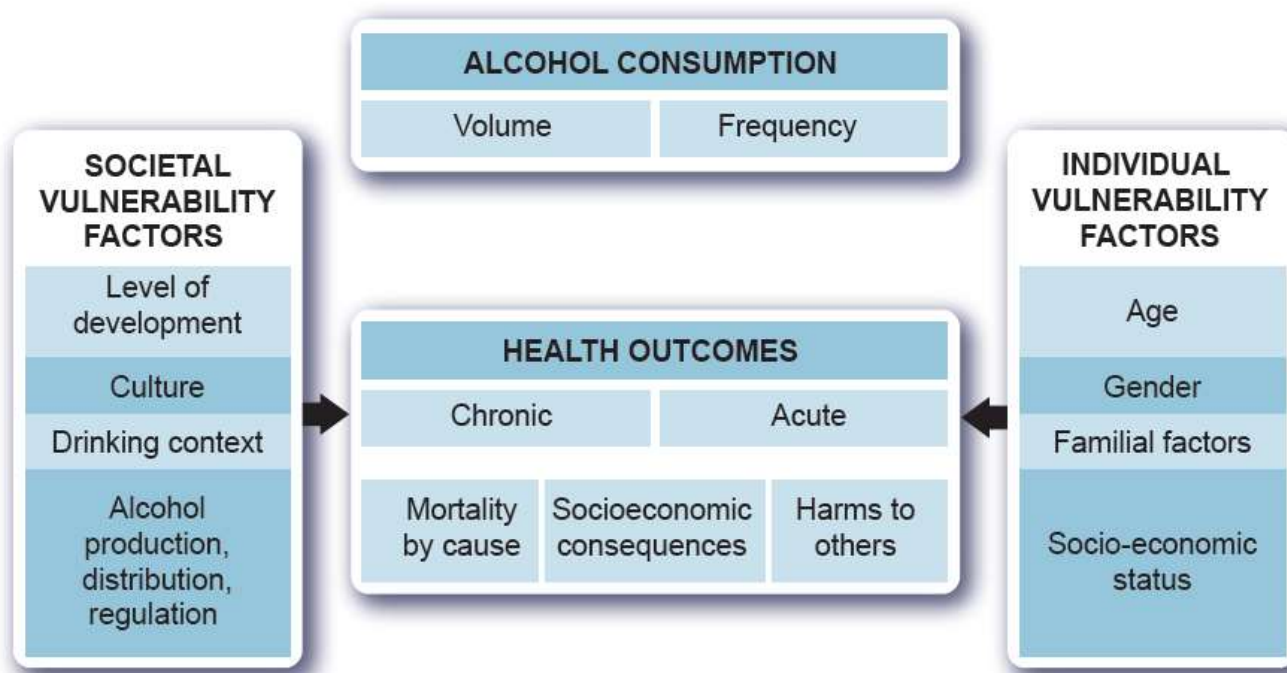 ALCOHOL CONSUMPTION
Volume
Frequency
SOCIETAL
VULNERABILITY
FACTORS
Level of
development
Culture
Drinking context
Alcohol
production,
distribution,
regulation
HEALTH OUTCOMES
Chronic
Acute
Mortality
by cause
Socioeconomic
consequences
Harms to
others
INDIVIDUAL
VULNERABILITY
FACTORS
Age
Gender
Familial factors
Socio-economic
status